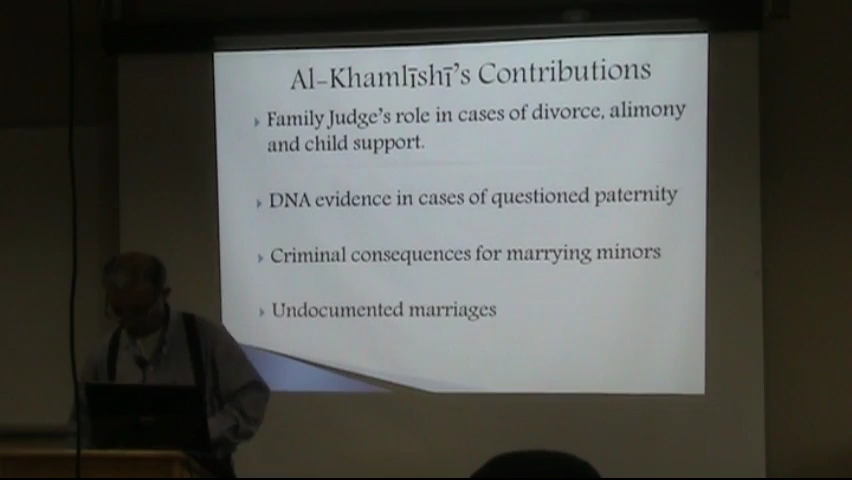 Al-Khamlīshī's Contributions
Family Judge's role in cases of divorce, alimony
and child support.
DNA evidence in cases of questioned paternity
Criminal consequences for marrying minors
Undocumented marriages